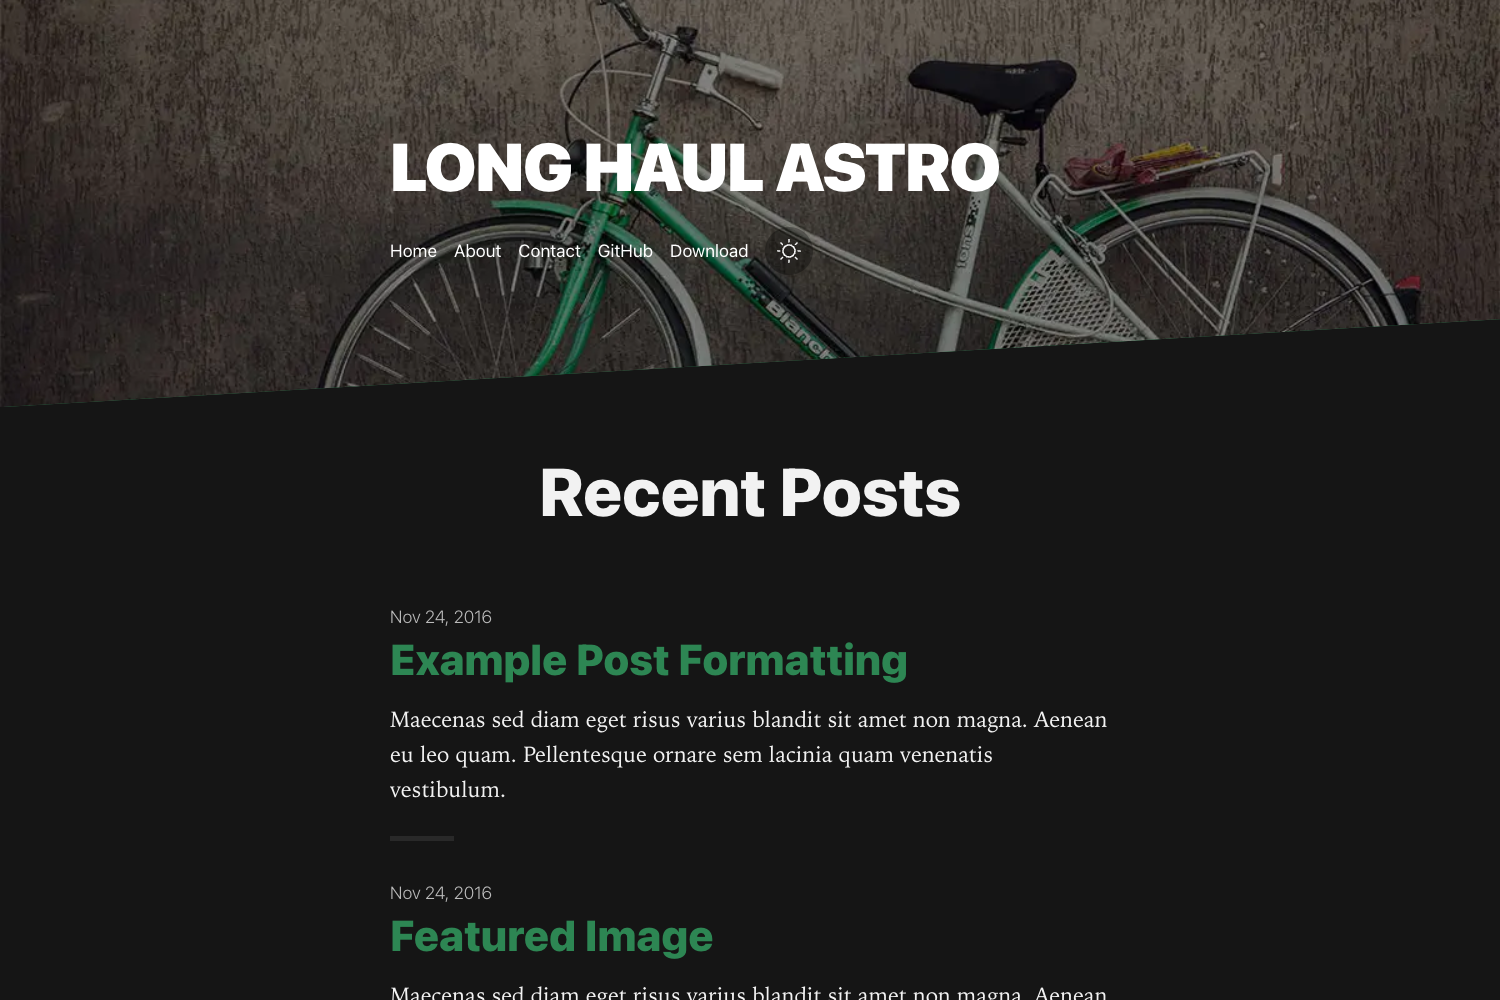 LONG HAUL ASTRO
Home About Contact GitHub Download
Bianch
Recent Posts
Nov 24, 2016
Example Post Formatting
Maecenas sed diam eget risus varius blandit sit amet non magna. Aenean
eu leo quam. Pellentesque ornare sem lacinia quam venenatis
vestibulum.
Nov 24, 2016
Featured Image
Maecenas sed diam eget risus varius blandit sit amet non magna. Aenean